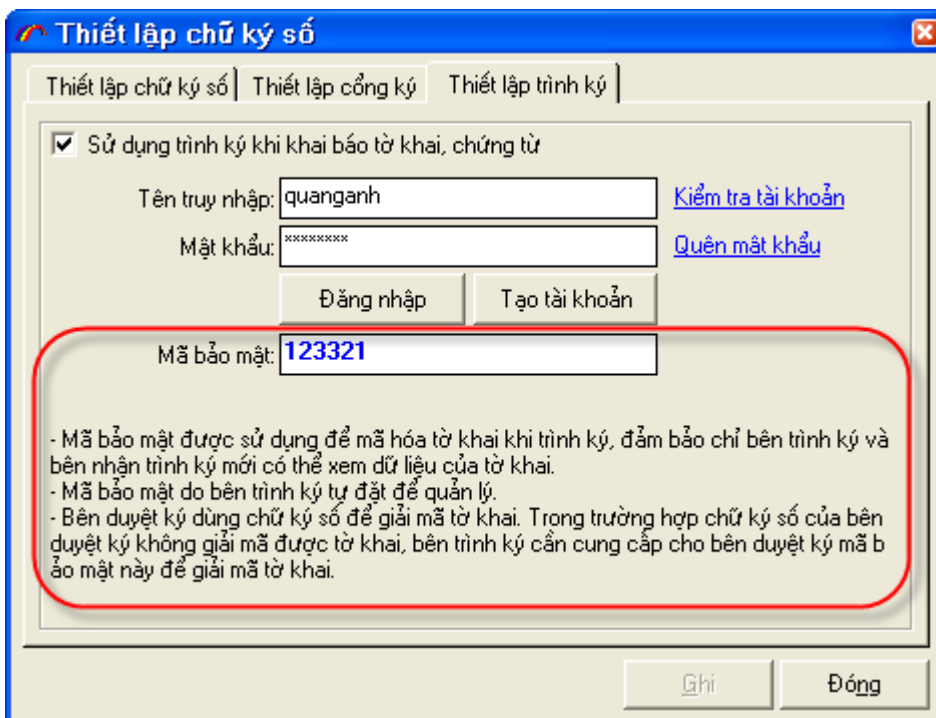 Thiết lập chữ ký số
Thiết lập chữ ký số Thiết lập cổng ký Thiết lập trình ký
Sử dụng trình ký khi khai báo tờ khai, chứng từ
Tên truy nhập: quanganh Kiểm tra tài khoản
Mật khẩu: ******** Quên mât khẩu
Đăng nhập Tạo tài khoản
Mã bảo mật: 123321
- Mã bảo mật được sử dụng để mã hóa tờ khai khi trình ký, đảm bảo chỉ bên trình ký và
bên nhận trình ký mới có thể xem dữ liệu của tờ khai.
- Mã bảo mật do bên trình ký tự đặt để quản lý.
- Bên duyệt ký dùng chữ ký số để giải mã tờ khai. Trong trường hợp chữ ký số của bên
duyệt ký không giải mã được tờ khai, bên trình ký cần cung cấp cho bên duyệt ký mã b
ảo mật này để giải mã tờ khai.
Ghi Đóng